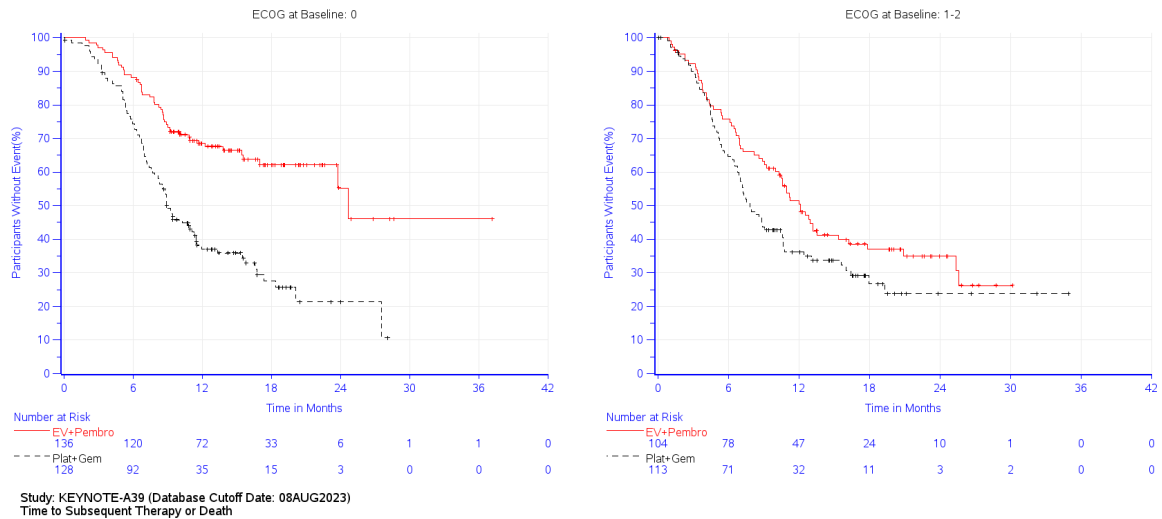 ECOG at Baseline: 0
Participants Without Event(%)
100
90
80
70
60
50
40
30
20
10
0
0 6 12 18 24 30 36 42
Time in Months
Number at Risk
EV+Pembro
136 120 72 33 6 1 1 0
Plat+Gem
128 92 35 15 3 0 0 0
ECOG at Baseline: 1-2
Participants Without Event(%)
100
90
80
70
60
50
40
30
20
10
0
0 6 12 18 24 30 36 42
Time in Months
Number at Risk
EV+Pembro
104 78 47 24 10 1 0 0
Plat+Gem
113 71 32 11 3 2 0 0
Study: KEYNOTE-A39 (Database Cutoff Date: 08AUG2023)
Time to Subsequent Therapy or Death